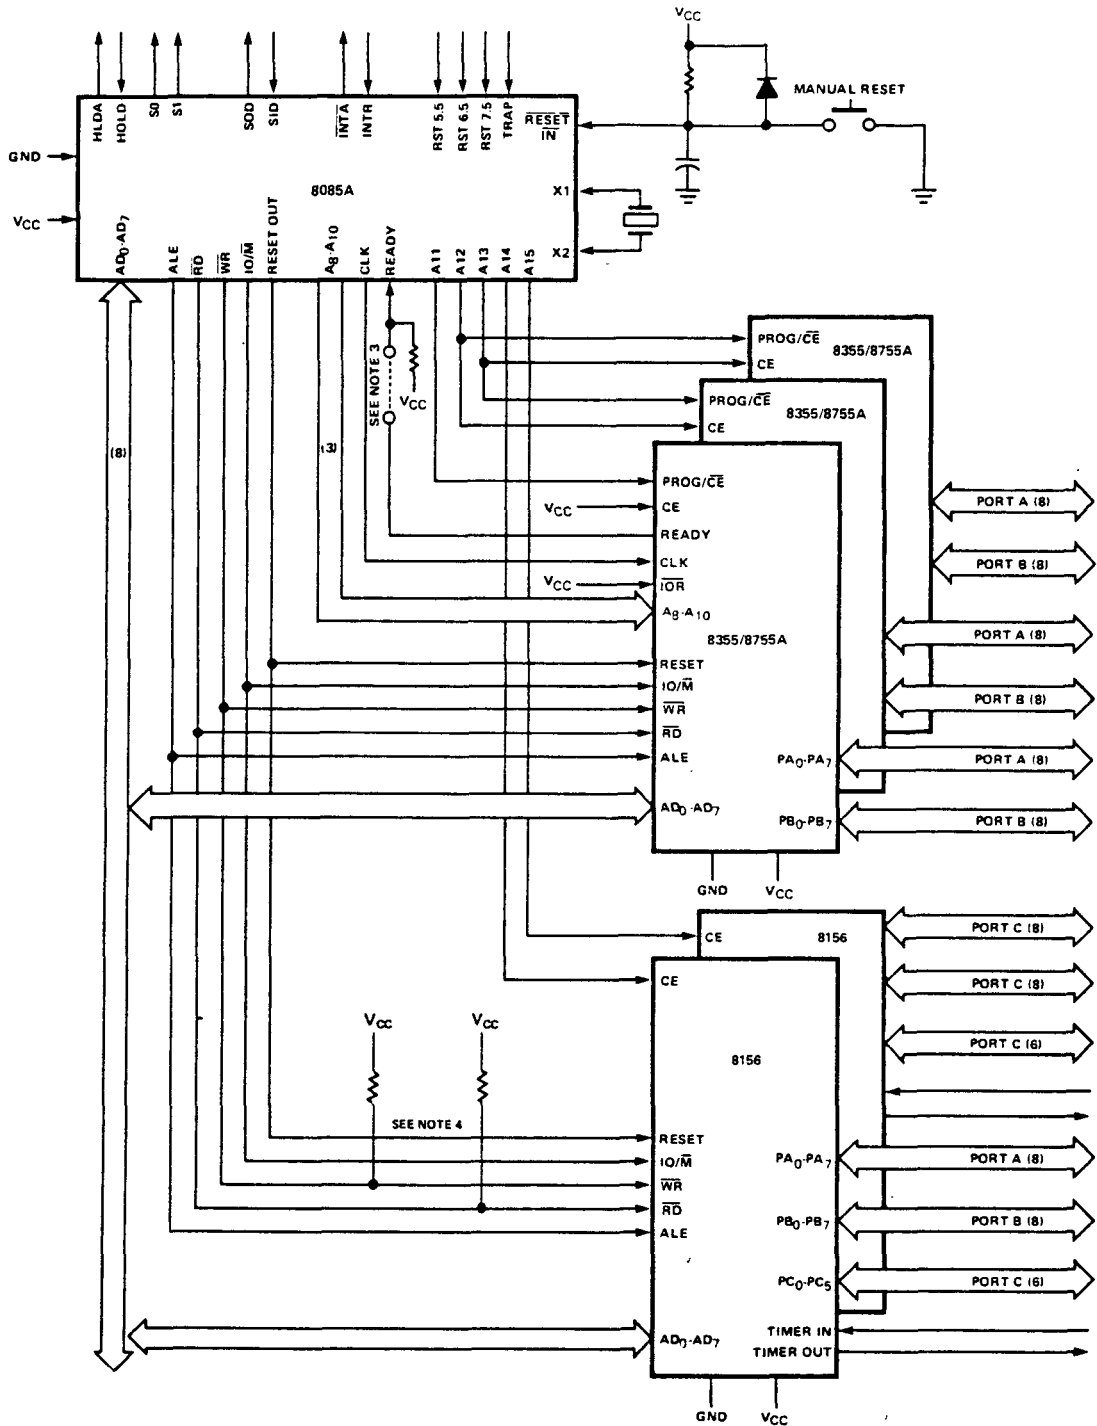 VCC
MANUAL RESET
HLDA
HOLD
S0
S1
SOD
SID
INTA
INTR
RST 5.5
RST 6.5
RST 7.5
TRAP
RESET
IN
GND
8085A
X1
VCC
X2
AD0-AD7
ALE
RD
WR
IO/M
RESET OUT
A8-A10
CLK
READY
A11
A12
A13
A14
A15
PROG/CE
8355/8755A
CE
SEE NOTE 3
VCC
PROG/CE
8355/8755A
CE
(8)
(3)
PROG/CE
VCC
CE
PORT A (8)
READY
CLK
PORT B (8)
VCC
IOR
A8-A10
8355/8755A
PORT A (8)
RESET
IO/M
PORT B (8)
WR
RD
ALE
PA0-PA7
PORT A (8)
AD0-AD7
PB0-PB7
PORT B (8)
GND
VCC
CE
8156
PORT C (8)
CE
PORT C (8)
VCC
VCC
PORT C (6)
8156
SEE NOTE 4
RESET
IO/M
PA0-PA7
PORT A (8)
WR
RD
PB0-PB7
PORT B (8)
ALE
PC0-PC5
PORT C (6)
AD0-AD7
TIMER IN
TIMER OUT
GND
VCC